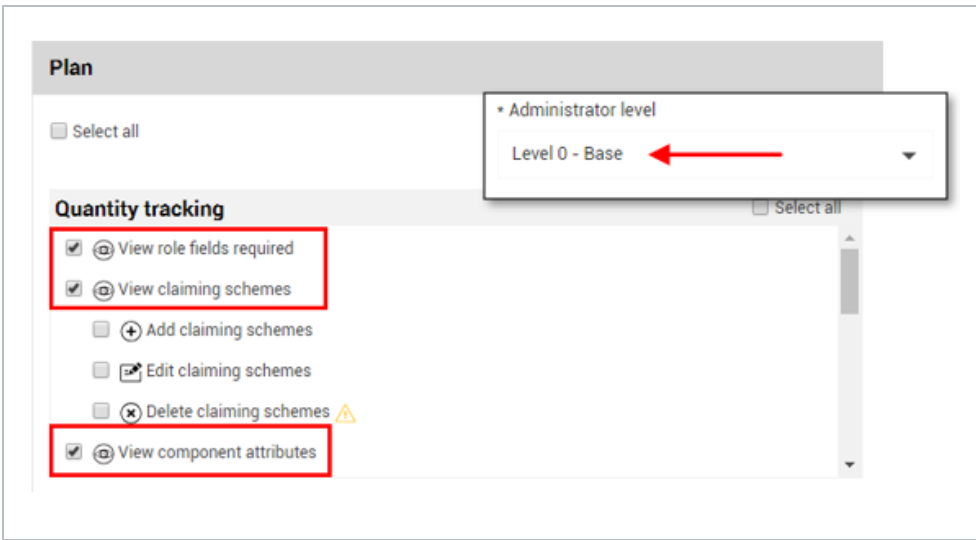 Plan
* Administrator level
Select all
Level 0 - Base
Quantity tracking
Select all
View role fields required
View claiming schemes
Add claiming schemes
Edit claiming schemes
Delete claiming schemes
View component attributes